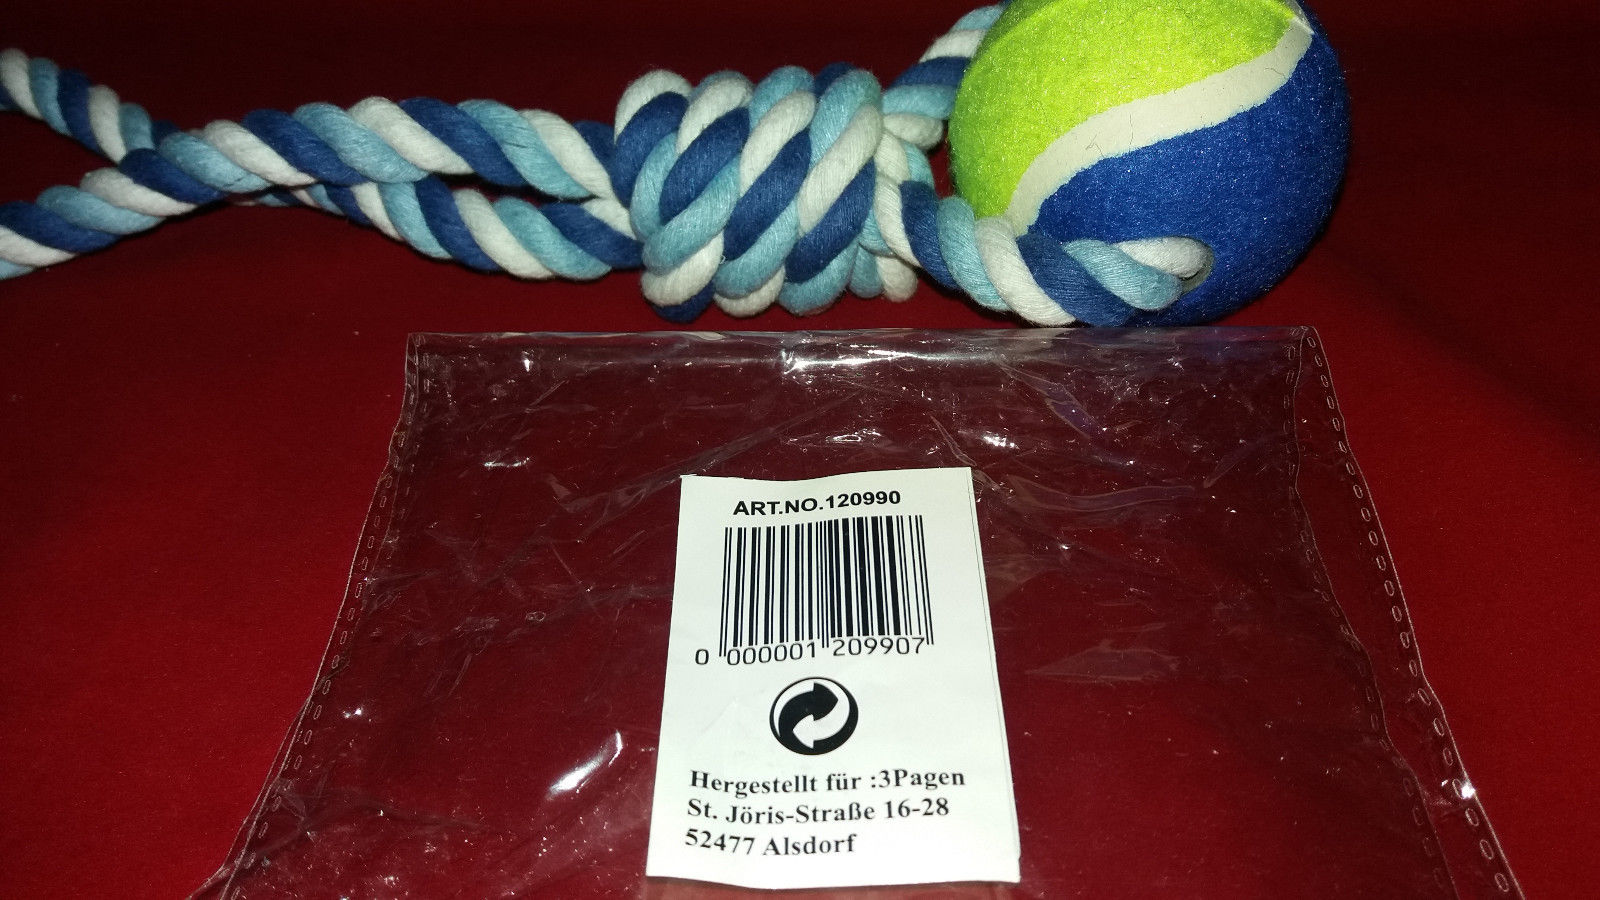 ART.NO.120990
0 000001 209907
Hergestellt für :3Pagen
St. Jöris-Straße 16-28
52477 Alsdorf